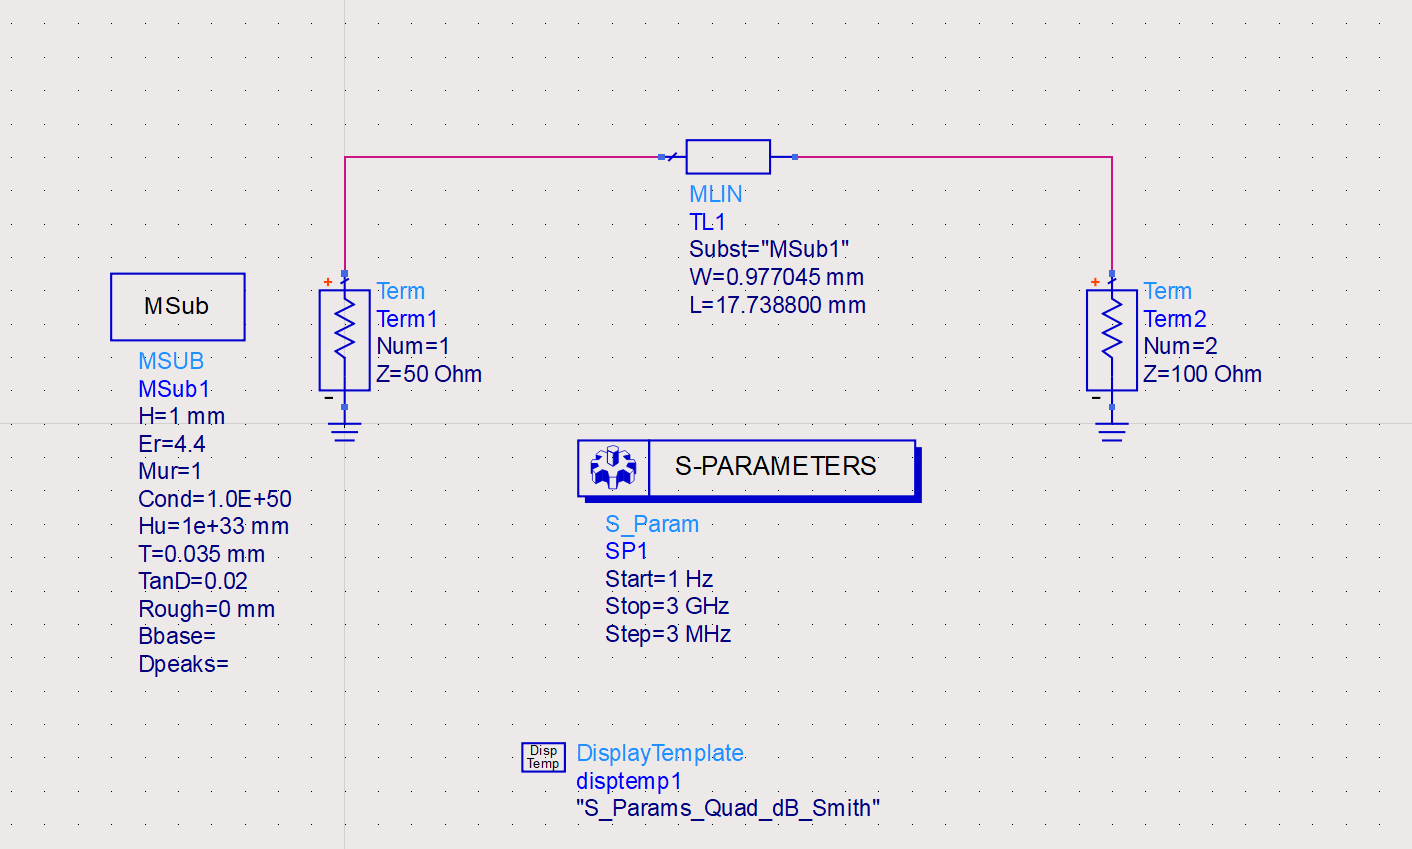 MLIN
TL1
Subst="MSub1"
W=0.977045 mm
L=17.738800 mm
MSub
MSUB
MSub1
H=1 mm
Er=4.4
Mur=1
Cond=1.0E+50
Hu=1e+33 mm
T=0.035 mm
TanD=0.02
Rough=0 mm
Bbase=
Dpeaks=
+
Term
Term1
Num=1
Z=50 Ohm
-
+
Term
Term2
Num=2
Z=100 Ohm
-
S-PARAMETERS
S_Param
SP1
Start=1 Hz
Stop=3 GHz
Step=3 MHz
Disp
Temp
DisplayTemplate
disptemp1
"S_Params_Quad_dB_Smith"